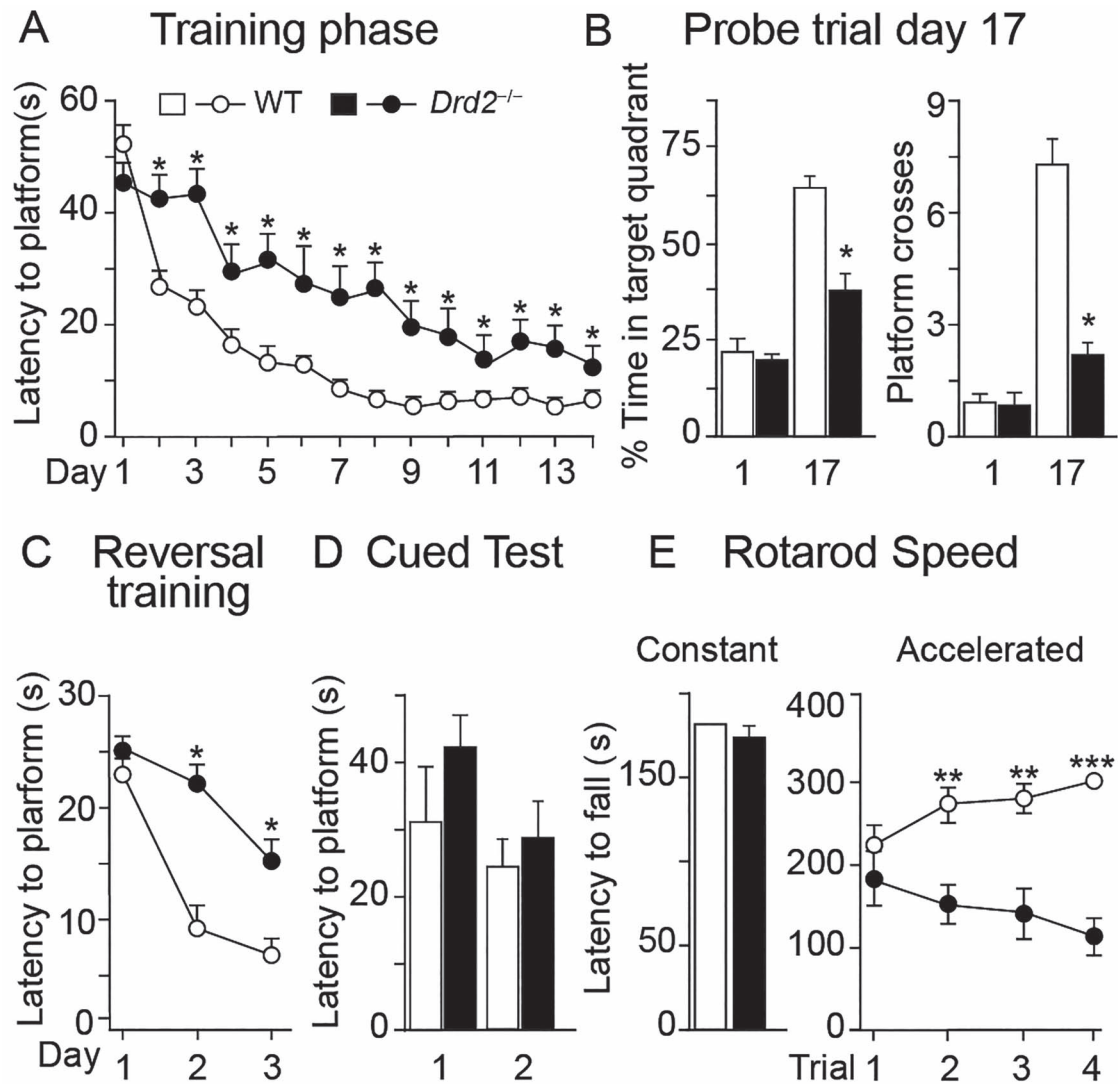 A Training phase
Latency to platform(s)
60
40
20
0
WT Drd2–/–
* * * * * * * * * * * * *
Day 1 3 5 7 9 11 13
B Probe trial day 17
% Time in target quadrant
75
50
25
0
*
1 17
Platform crosses
9
6
3
0
*
1 17
C Reversal
training
Latency to plarform (s)
30
20
10
0
*
*
Day 1 2 3
D Cued Test
Latency to platform (s)
40
20
0
1 2
E Rotarod Speed
Constant
Latency to fall (s)
150
50
0
Accelerated
400
300
200
100
0
** ** ***
Trial 1 2 3 4